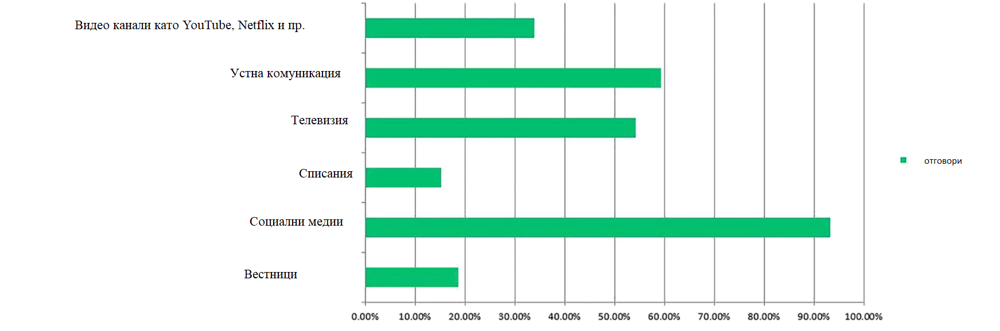 Видео канали като YouTube, Netflix и пр.
Устна комуникация
Телевизия
Списания
Социални медии
Вестници
отговори
0.00% 10.00% 20.00% 30.00% 40.00% 50.00% 60.00% 70.00% 80.00% 90.00% 100.00%